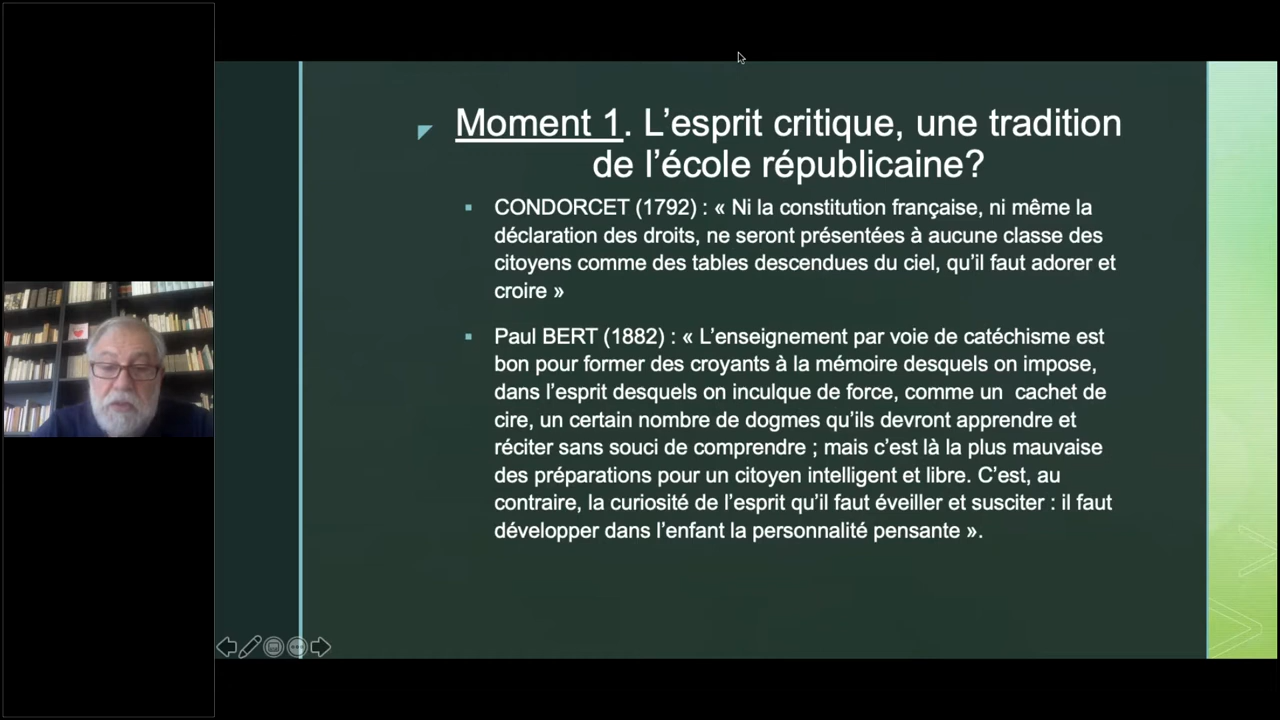 Moment 1. L’esprit critique, une tradition
de l’école républicaine?
CONDORCET (1792) : « Ni la constitution française, ni même la
déclaration des droits, ne seront présentées à aucune classe des
citoyens comme des tables descendues du ciel, qu’il faut adorer et
croire »
Paul BERT (1882) : « L’enseignement par voie de catéchisme est
bon pour former des croyants à la mémoire desquels on impose,
dans l’esprit desquels on inculque de force, comme un  cachet de
cire, un certain nombre de dogmes qu’ils devront apprendre et
réciter sans souci de comprendre ; mais c’est là la plus mauvaise
des préparations pour un citoyen intelligent et libre. C’est, au
contraire, la curiosité de l’esprit qu’il faut éveiller et susciter : il faut
développer dans l’enfant la personnalité pensante ».